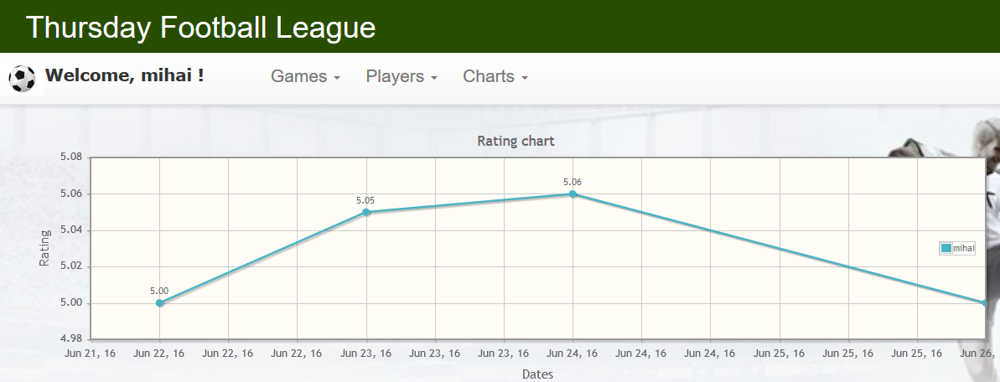 Thursday Football League
Welcome, mihai !
Games
Players
Charts
Rating chart
5.08
5.06
5.04
5.02
5.00
4.98
Rating
5.00
5.05
5.06
mihai
Jun 21, 16 Jun 22, 16 Jun 22, 16 Jun 22, 16 Jun 23, 16 Jun 23, 16 Jun 23, 16 Jun 24, 16 Jun 24, 16 Jun 24, 16 Jun 25, 16 Jun 25, 16 Jun 25, 16 Jun 26,
Dates